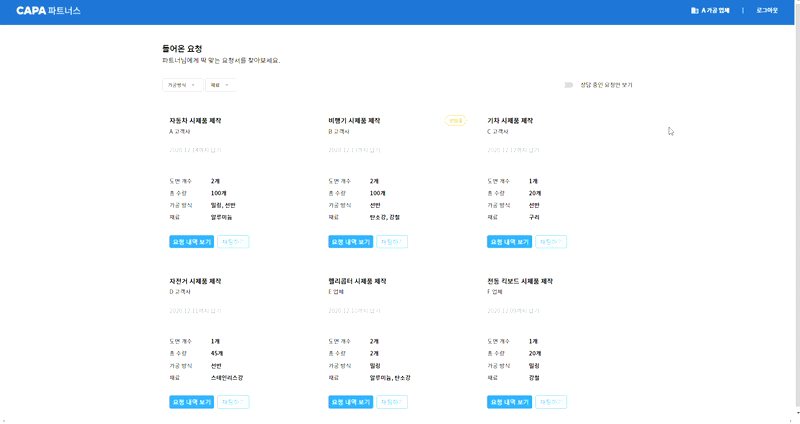 CAPA 파트너스
A 가공 업체 | 로그아웃
들어온 요청
파트너님에게 딱 맞는 요청서를 찾아보세요.
가공방식 재료
상담 중인 요청만 보기
자동차 시제품 제작
A 고객사
2020.12.14까지 납기
도면 개수 2개
총 수량 100개
가공 방식 밀링, 선반
재료 알루미늄
요청 내역 보기 채팅하기
비행기 시제품 제작
상담중
B 고객사
2020.12.13까지 납기
도면 개수 2개
총 수량 100개
가공 방식 선반
재료 탄소강, 강철
요청 내역 보기 채팅하기
기차 시제품 제작
C 고객사
2020.12.12까지 납기
도면 개수 1개
총 수량 20개
가공 방식 선반
재료 구리
요청 내역 보기 채팅하기
자전거 시제품 제작
D 고객사
2020.12.11까지 납기
도면 개수 1개
총 수량 45개
가공 방식 선반
재료 스테인리스강
요청 내역 보기 채팅하기
헬리콥터 시제품 제작
E 업체
도면 개수 2개
총 수량 2개
가공 방식 밀링
재료 알루미늄, 탄소강
요청 내역 보기 채팅하기
전동 킥보드 시제품 제작
F 업체
도면 개수 1개
총 수량 20개
가공 방식 밀링
재료 강철
요청 내역 보기 채팅하기